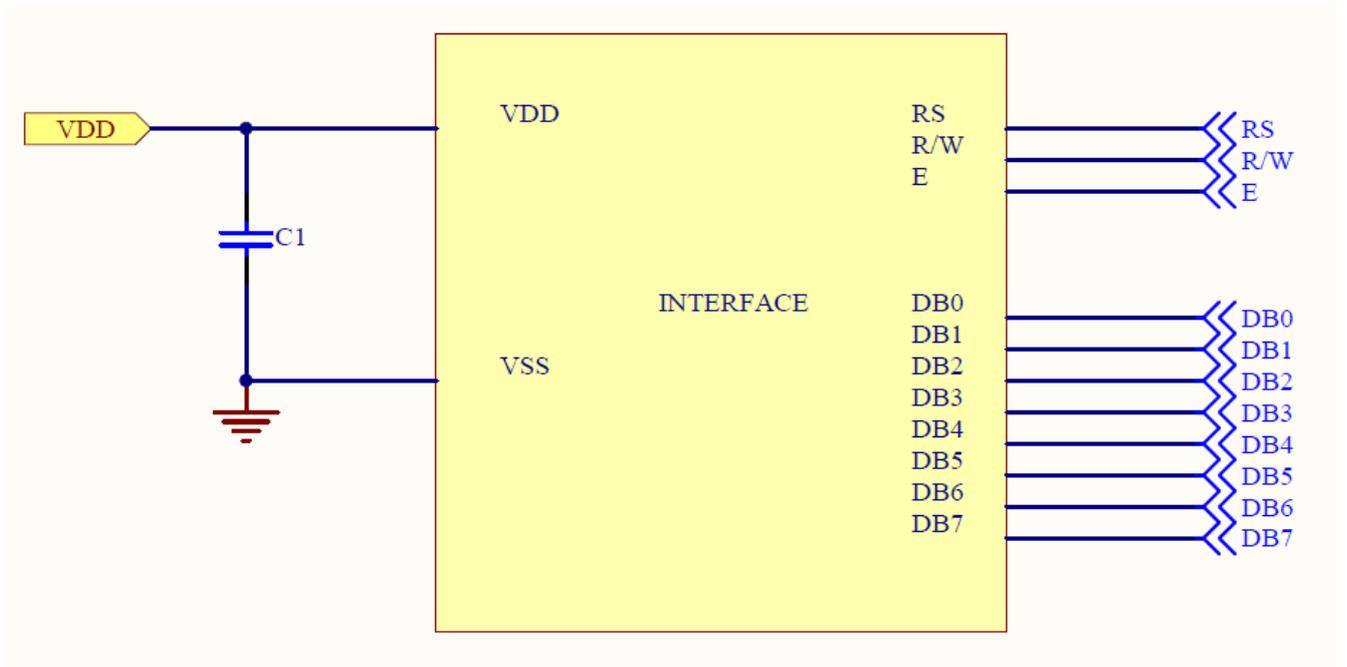 VDD
VDD
RS
RS
R/W
R/W
E
E
C1
INTERFACE
VSS
DB0
DB0
DB1
DB1
DB2
DB2
DB3
DB3
DB4
DB4
DB5
DB5
DB6
DB6
DB7
DB7